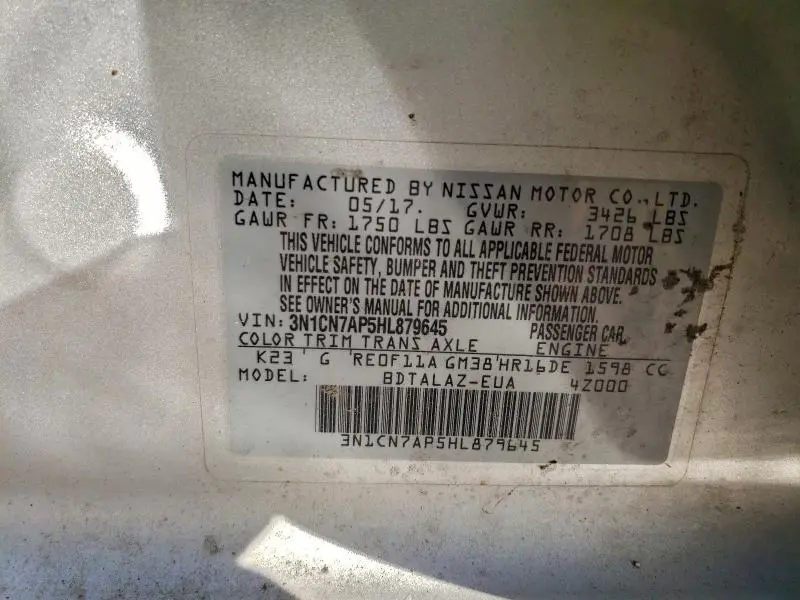 MANUFACTURED BY NISSAN MOTOR CO., LTD.
DATE: 05/17. GVWR: 3426 LBS
GAWR FR: 1750 LBS GAWR RR: 1708 LBS
THIS VEHICLE CONFORMS TO ALL APPLICABLE FEDERAL MOTOR
VEHICLE SAFETY, BUMPER AND THEFT PREVENTION STANDARDS
IN EFFECT ON THE DATE OF MANUFACTURE SHOWN ABOVE.
SEE OWNER'S MANUAL FOR ADDITIONAL INFORMATION.
VIN: 3N1CN7AP5HL879645 PASSENGER CAR
COLOR TRIM TRANS AXLE ENGINE
K23 G RE0F11A GM38 HR16DE 1598 CC
MODEL: BDTALAZ-EUA 4Z000
3N1CN7AP5HL879645